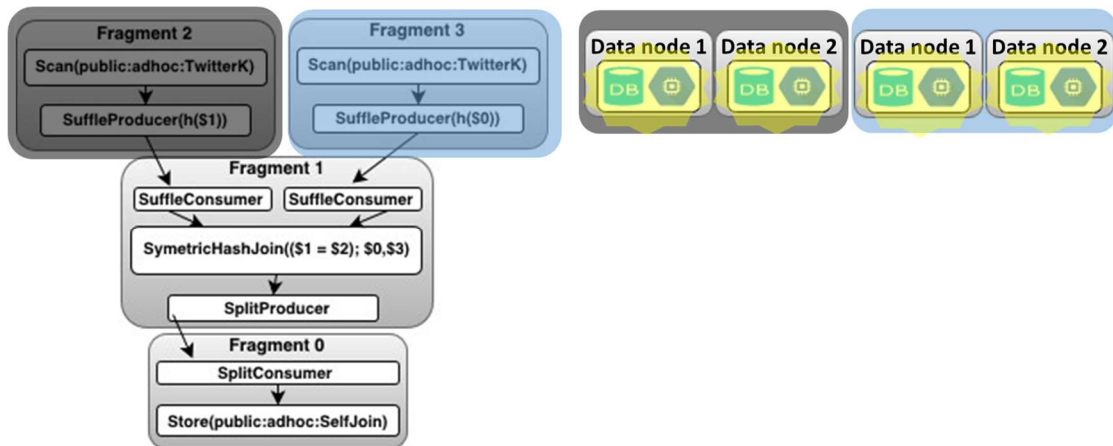 Fragment 2
Scan(public:adhoc:TwitterK)
SuffleProducer(h($1))
Fragment 3
Scan(public:adhoc:TwitterK)
SuffleProducer(h($0))
Data node 1
DB
Data node 2
DB
Data node 1
DB
Data node 2
DB
Fragment 1
SuffleConsumer
SuffleConsumer
SymetricHashJoin(($1 = $2); $0,$3)
SplitProducer
Fragment 0
SplitConsumer
Store(public:adhoc:SelfJoin)